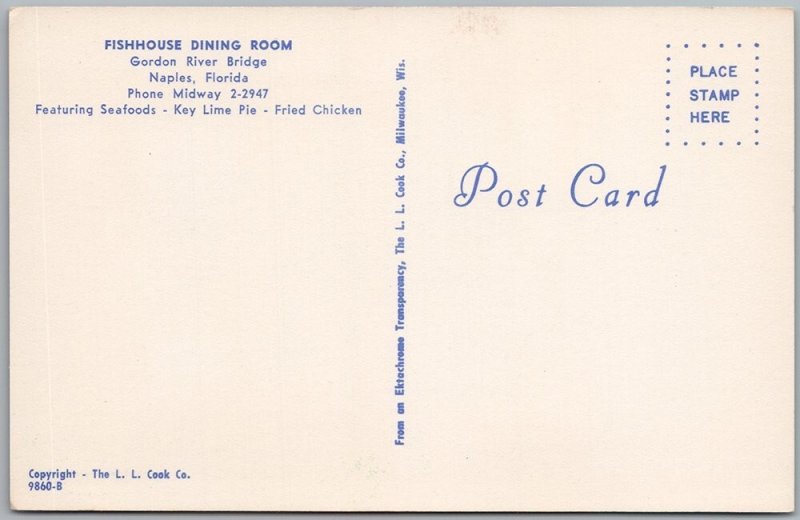 FISHHOUSE DINING ROOM
Gordon River Bridge
Naples, Florida
Phone Midway 2-2947
Featuring Seafoods - Key Lime Pie - Fried Chicken
From an Ektachrome Transparency, The L. L. Cook Co., Milwaukee, Wis.
PLACE
STAMP
HERE
Post Card
Copyright - The L. L. Cook Co.
9860-B